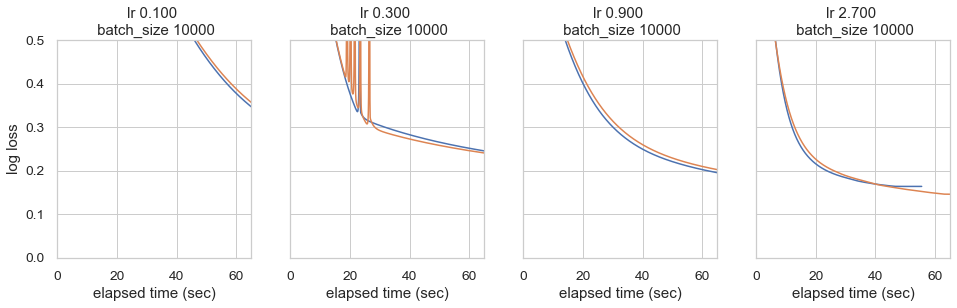 lr 0.100
batch_size 10000
lr 0.300
batch_size 10000
lr 0.900
batch_size 10000
lr 2.700
batch_size 10000
log loss
0.5
0.4
0.3
0.2
0.1
0.0
0 20 40 60
elapsed time (sec)
0 20 40 60
elapsed time (sec)
0 20 40 60
elapsed time (sec)
0 20 40 60
elapsed time (sec)